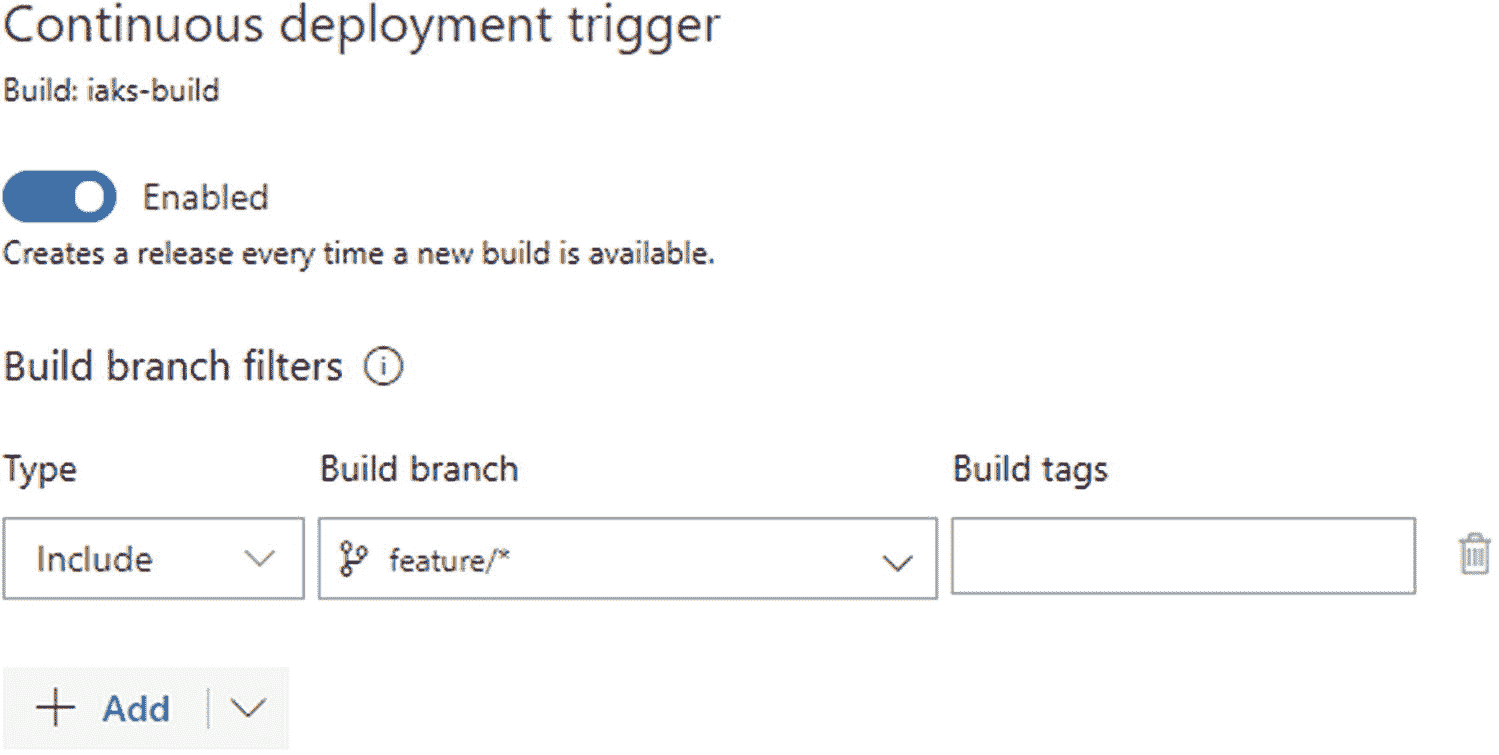 Continuous deployment trigger
Build: iaks-build
Enabled
Creates a release every time a new build is available.
Build branch filters
Type Build branch Build tags
Include feature/*
Add